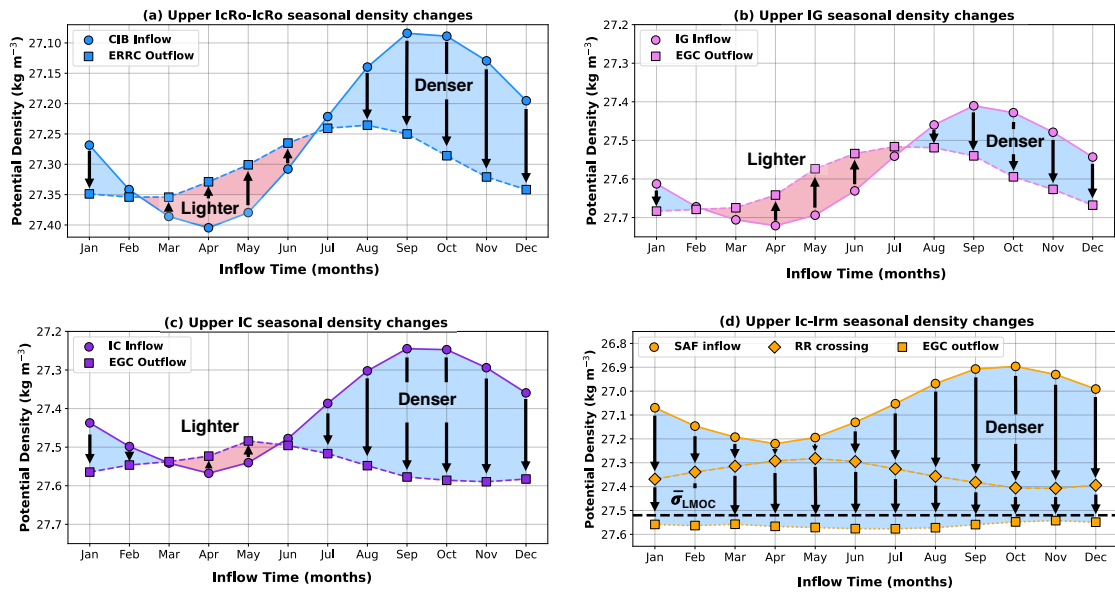 (a) Upper IcRo-IcRo seasonal density changes
CIB Inflow
ERRC Outflow
Denser
Lighter
27.10
27.15
27.20
27.25
27.30
27.35
27.40
Potential Density (kg m⁻³)
Jan Feb Mar Apr May Jun Jul Aug Sep Oct Nov Dec
Inflow Time (months)
(b) Upper IG seasonal density changes
IG Inflow
EGC Outflow
Lighter
Denser
27.2
27.4
27.5
27.6
27.7
Potential Density (kg m⁻³)
Jan Feb Mar Apr May Jun Jul Aug Sep Oct Nov Dec
Inflow Time (months)
(c) Upper IC seasonal density changes
IC Inflow
EGC Outflow
Lighter
Denser
27.2
27.3
27.4
27.5
27.6
27.7
Potential Density (kg m⁻³)
Jan Feb Mar Apr May Jun Jul Aug Sep Oct Nov Dec
Inflow Time (months)
(d) Upper Ic-Irm seasonal density changes
SAF inflow RR crossing EGC outflow
Denser
σ̅LMOC
26.8
26.9
27.0
27.1
27.2
27.3
27.4
27.5
27.6
Potential Density (kg m⁻³)
Jan Feb Mar Apr May Jun Jul Aug Sep Oct Nov Dec
Inflow Time (months)